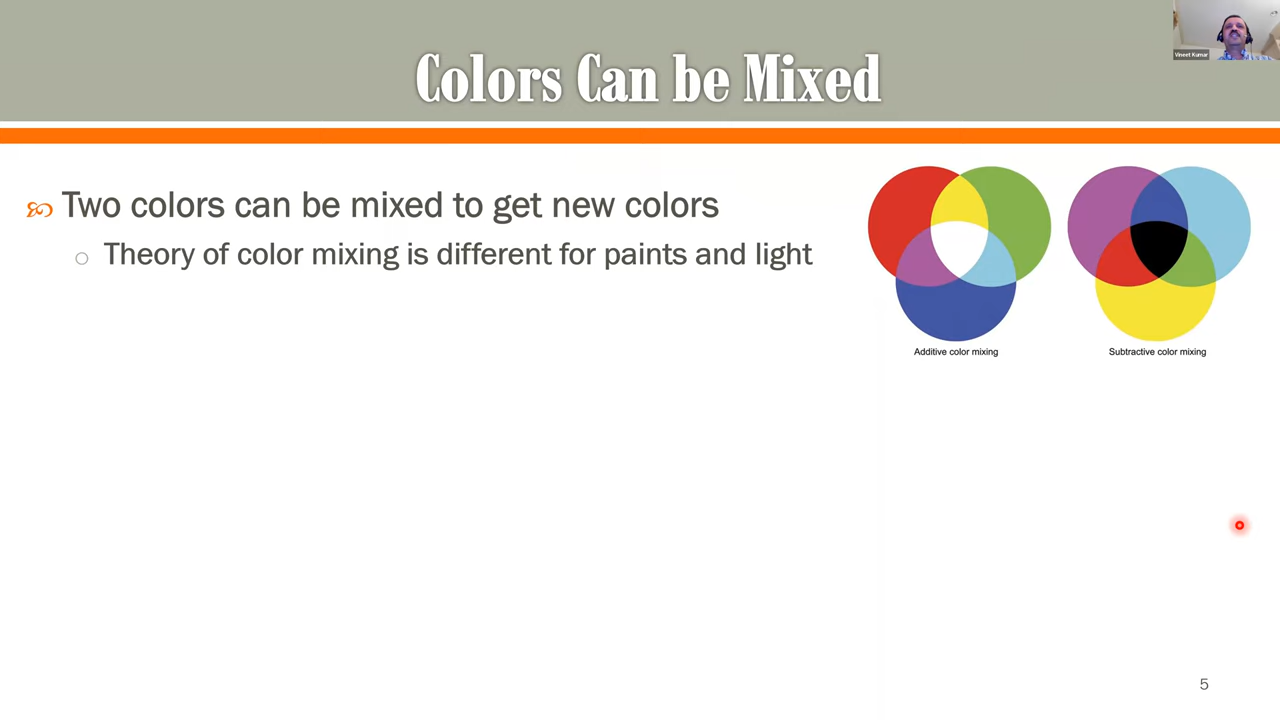 Vineet Kumar
Colors Can be Mixed
Two colors can be mixed to get new colors
Theory of color mixing is different for paints and light
Additive color mixing
Subtractive color mixing
5